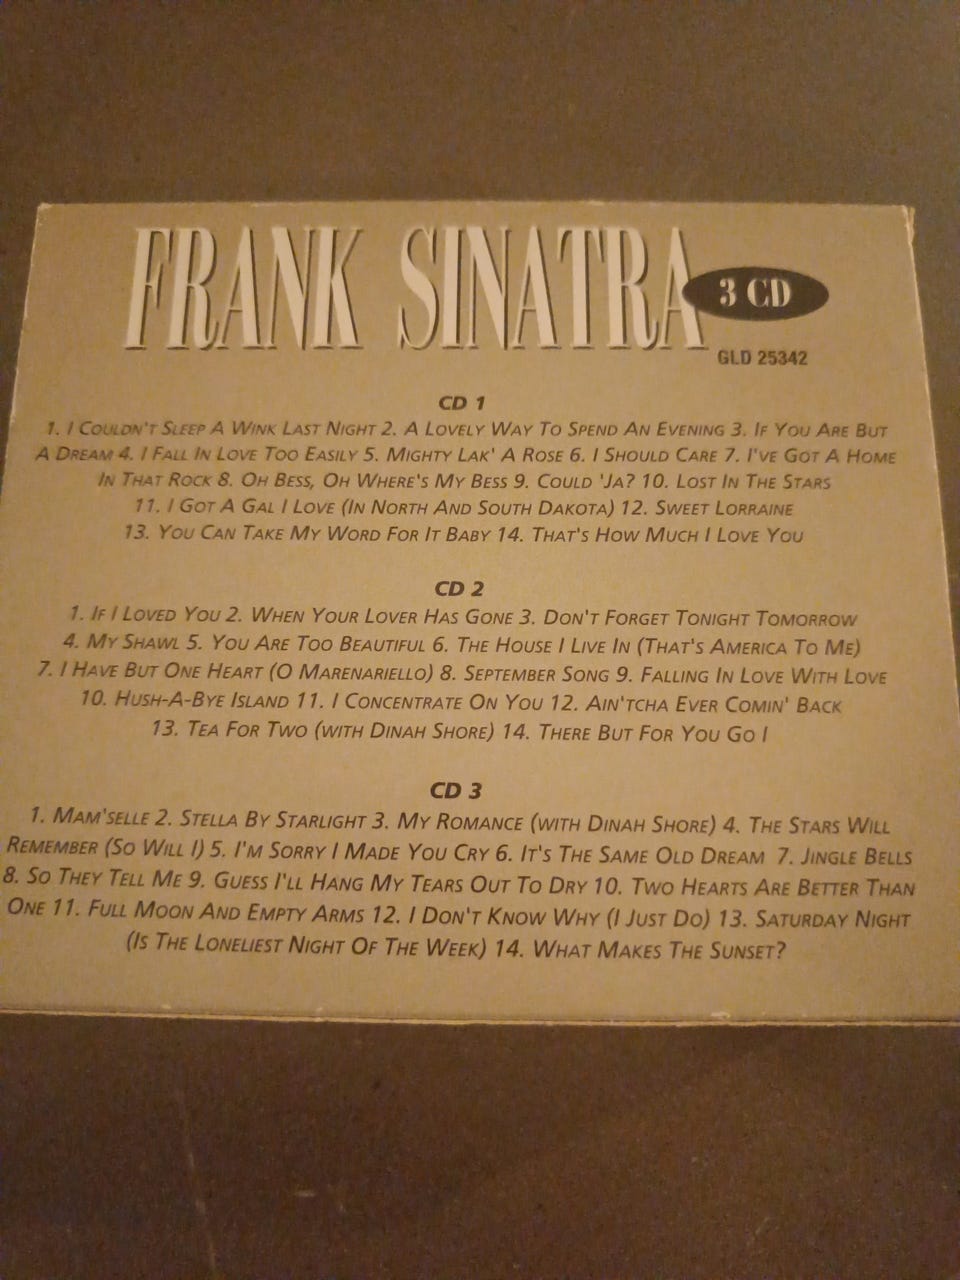 FRANK SINATRA
3 CD
GLD 25342
CD 1
1. I COULDN'T SLEEP A WINK LAST NIGHT 2. A LOVELY WAY TO SPEND AN EVENING 3. IF YOU ARE BUT
A DREAM 4. I FALL IN LOVE TOO EASILY 5. MIGHTY LAK' A ROSE 6. I SHOULD CARE 7. I'VE GOT A HOME
IN THAT ROCK 8. OH BESS, OH WHERE'S MY BESS 9. COULD 'JA? 10. LOST IN THE STARS
11. I GOT A GAL I LOVE (IN NORTH AND SOUTH DAKOTA) 12. SWEET LORRAINE
13. YOU CAN TAKE MY WORD FOR IT BABY 14. THAT'S HOW MUCH I LOVE YOU
CD 2
1. IF I LOVED YOU 2. WHEN YOUR LOVER HAS GONE 3. DON'T FORGET TONIGHT TOMORROW
4. MY SHAWL 5. YOU ARE TOO BEAUTIFUL 6. THE HOUSE I LIVE IN (THAT'S AMERICA TO ME)
7. I HAVE BUT ONE HEART (O MARENARIELLO) 8. SEPTEMBER SONG 9. FALLING IN LOVE WITH LOVE
10. HUSH-A-BYE ISLAND 11. I CONCENTRATE ON YOU 12. AIN'TCHA EVER COMIN' BACK
13. TEA FOR TWO (WITH DINAH SHORE) 14. THERE BUT FOR YOU GO I
CD 3
1. MAM'SELLE 2. STELLA BY STARLIGHT 3. MY ROMANCE (WITH DINAH SHORE) 4. THE STARS WILL
REMEMBER (SO WILL I) 5. I'M SORRY I MADE YOU CRY 6. IT'S THE SAME OLD DREAM 7. JINGLE BELLS
8. SO THEY TELL ME 9. GUESS I'LL HANG MY TEARS OUT TO DRY 10. TWO HEARTS ARE BETTER THAN
ONE 11. FULL MOON AND EMPTY ARMS 12. I DON'T KNOW WHY (I JUST DO) 13. SATURDAY NIGHT
(IS THE LONELIEST NIGHT OF THE WEEK) 14. WHAT MAKES THE SUNSET?